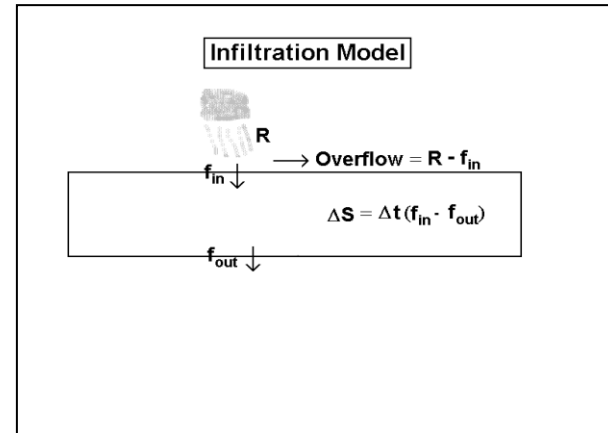 Infiltration Model
R
Overflow = R - fin
fin
ΔS = Δt (fin - fout)
fout